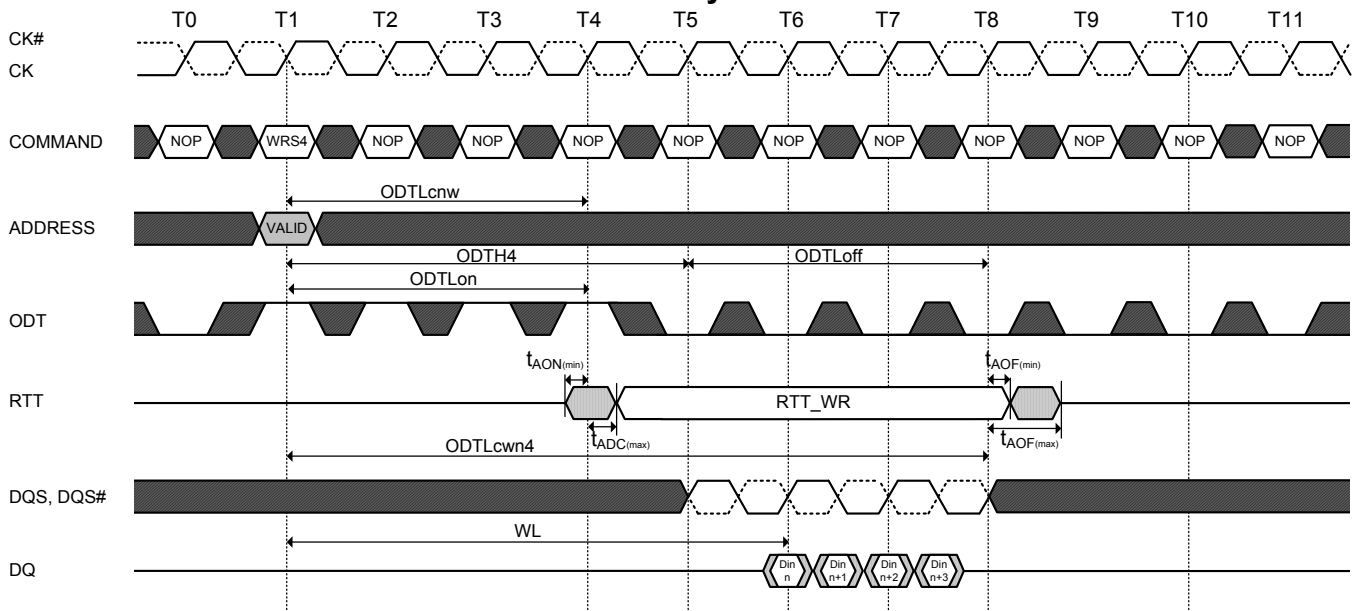 T0 T1 T2 T3 T4 T5 T6 T7 T8 T9 T10 T11
CK#
CK
COMMAND NOP WRS4 NOP NOP NOP NOP NOP NOP NOP NOP NOP NOP
ODTLcnw
ADDRESS VALID
ODTH4 ODTLoff
ODTLon
ODT
tAON(min) tAOF(min)
RTT RTT_WR
tADC(max) tAOF(max)
ODTLcwn4
DQS, DQS#
WL
DQ Din n Din n+1 Din n+2 Din n+3